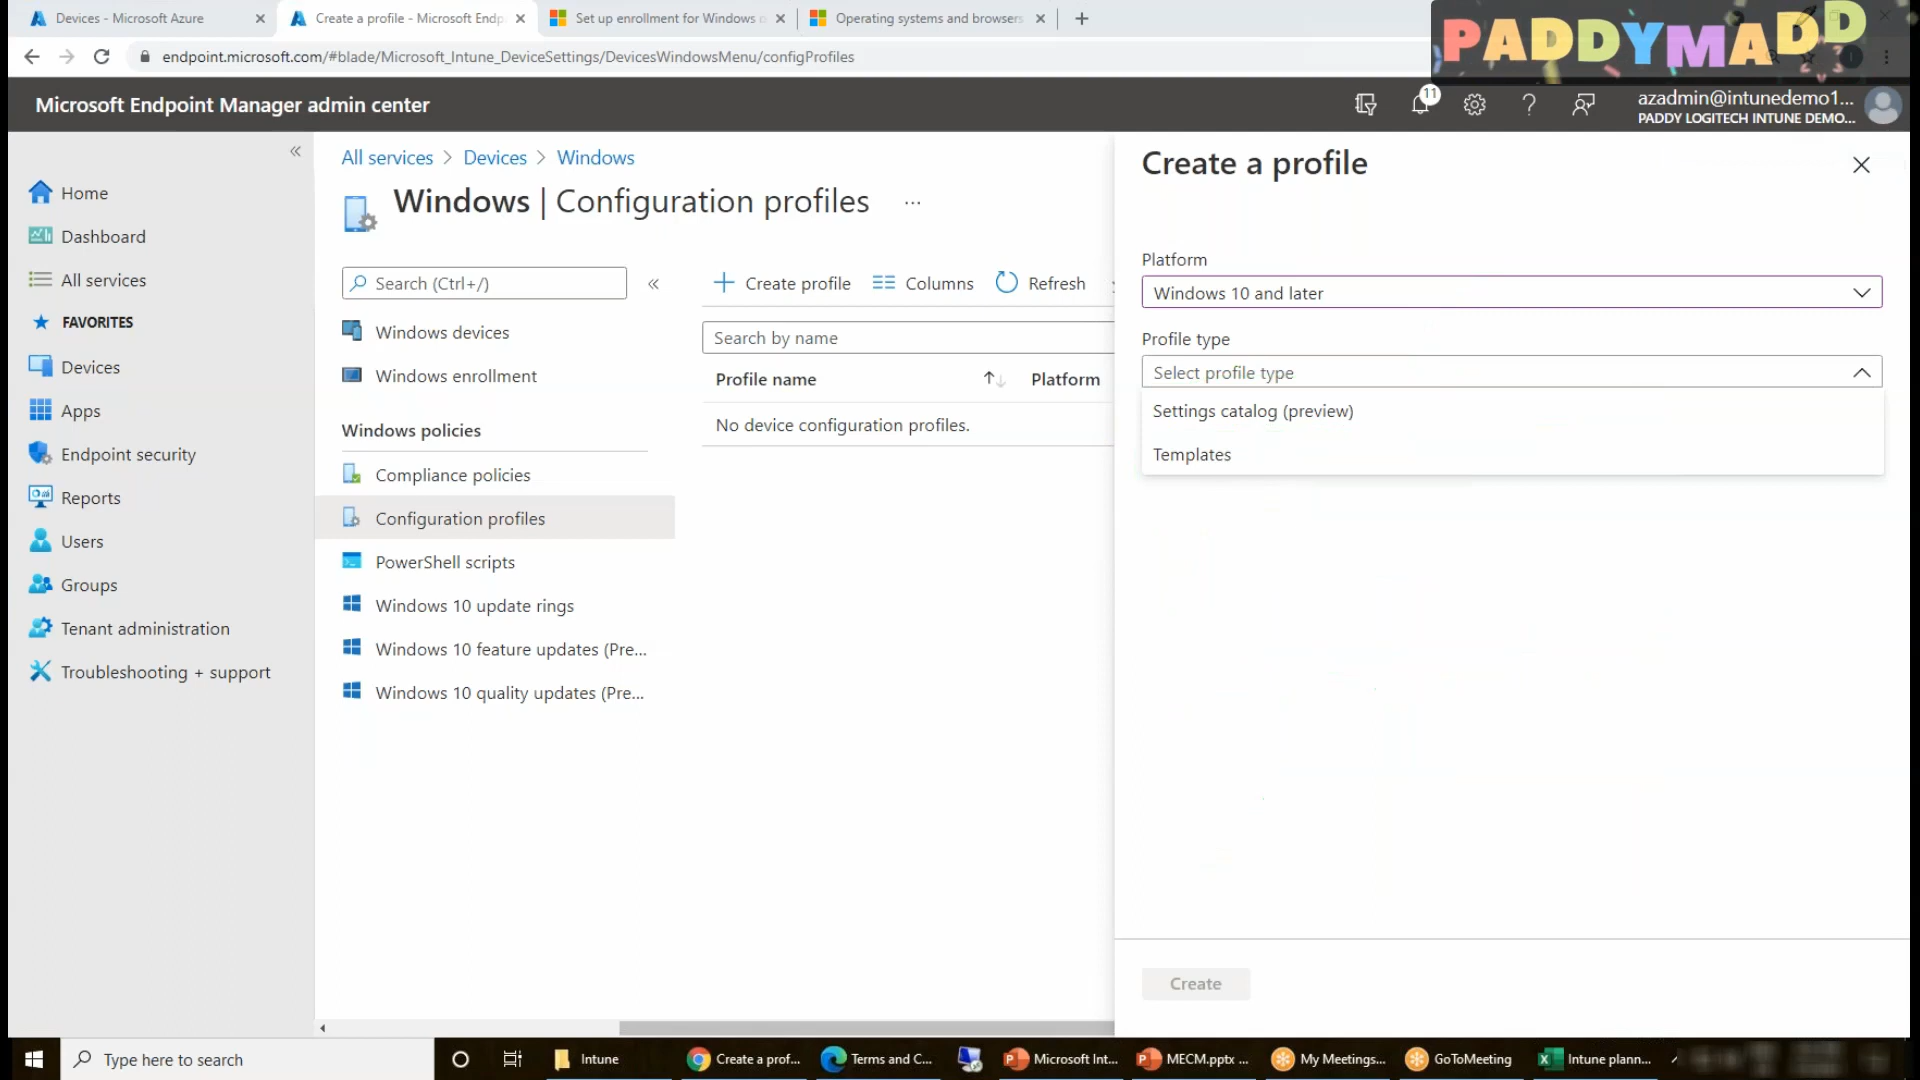 Devices - Microsoft Azure
Create a profile - Microsoft Endp
Set up enrollment for Windows
Operating systems and browsers
PADDYMADD
endpoint.microsoft.com/#blade/Microsoft_Intune_DeviceSettings/DevicesWindowsMenu/configProfiles
Microsoft Endpoint Manager admin center
11
azadmin@intunedemo1...
PADDY LOGITECH INTUNE DEMO...
Home
Dashboard
All services
FAVORITES
Devices
Apps
Endpoint security
Reports
Users
Groups
Tenant administration
Troubleshooting + support
All services > Devices > Windows
Windows | Configuration profiles ...
Search (Ctrl+/)
Windows devices
Windows enrollment
Windows policies
Compliance policies
Configuration profiles
PowerShell scripts
Windows 10 update rings
Windows 10 feature updates (Pre...
Windows 10 quality updates (Pre...
Create profile Columns Refresh
Search by name
Profile name Platform
No device configuration profiles.
Create a profile
Platform
Windows 10 and later
Profile type
Select profile type
Settings catalog (preview)
Templates
Create
Type here to search
Intune
Create a prof...
Terms and C...
Microsoft Int...
MECM.pptx ...
My Meetings...
GoToMeeting
Intune plann...